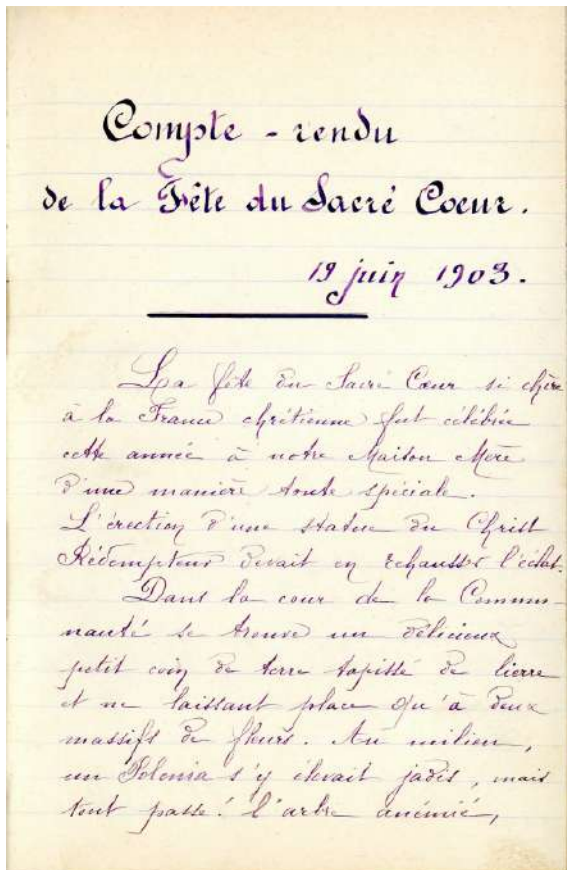 Compte - rendu
de la Fête du Sacré Coeur.
19 juin 1903.
La fête du Sacré Cœur si chère
à la France chrétienne fut célébrée
cette année à notre Maison Mère
d'une manière toute spéciale.
L'érection d'une statue du Christ
Rédempteur devait en rehausser l'éclat.
Dans la cour de la Commu-
nauté se trouve un délicieux
petit coin de terre tapissé de lierre
et ne laissant place qu'à deux
massifs de fleurs. Au milieu,
un Polonia s'y élevait jadis, mais
tout passe! l'arbre anémié,